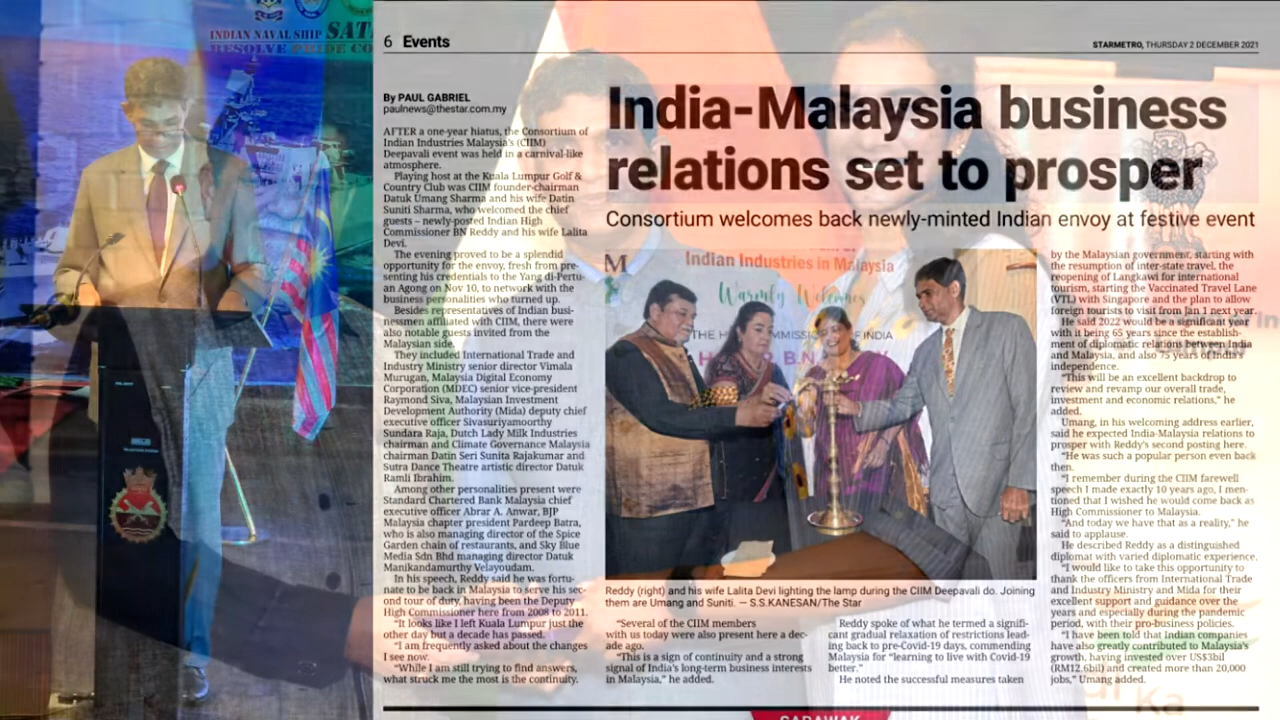 INDIAN NAVAL SHIP SAT
RESOLVE PRIDE CO
6 Events
STARMETRO, THURSDAY 2 DECEMBER 2021
By PAUL GABRIEL
paulnews@thestar.com.my
India-Malaysia business
relations set to prosper
Consortium welcomes back newly-minted Indian envoy at festive event
AFTER a one-year hiatus, the Consortium of
Indian Industries Malaysia's (CIIM)
Deepavali event was held in a carnival-like
atmosphere.
Playing host at the Kuala Lumpur Golf &
Country Club was CIIM founder-chairman
Datuk Umang Sharma and his wife Datin
Suniti Sharma, who welcomed the chief
guests – newly-posted Indian High
Commissioner BN Reddy and his wife Lalita
Devi.
The evening proved to be a splendid
opportunity for the envoy, fresh from pre-
senting his credentials to the Yang di-Pertu-
an Agong on Nov 10, to network with the
business personalities who turned up.
Besides representatives of Indian busi-
nessmen affiliated with CIIM, there were
also notable guests invited from the
Malaysian side.
They included International Trade and
Industry Ministry senior director Vimala
Murugan, Malaysia Digital Economy
Corporation (MDEC) senior vice-president
Raymond Siva, Malaysian Investment
Development Authority (Mida) deputy chief
executive officer Sivasuriyamoorthy
Sundara Raja, Dutch Lady Milk Industries
chairman and Climate Governance Malaysia
chairman Datin Seri Sunita Rajakumar and
Sutra Dance Theatre artistic director Datuk
Ramli Ibrahim.
Among other personalities present were
Standard Chartered Bank Malaysia chief
executive officer Abrar A. Anwar, BJP
Malaysia chapter president Pardeep Batra,
who is also managing director of the Spice
Garden chain of restaurants, and Sky Blue
Media Sdn Bhd managing director Datuk
Manikandamurthy Velayoudam.
In his speech, Reddy said he was fortu-
nate to be back in Malaysia to serve his sec-
ond tour of duty, having been the Deputy
High Commissioner here from 2008 to 2011.
"It looks like I left Kuala Lumpur just the
other day but a decade has passed.
"I am frequently asked about the changes
I see now.
"While I am still trying to find answers,
what struck me the most is the continuity.
M
Indian Industries in Malaysia
Warmly Welcomes
THE H COMMISS OF INDIA
H B.N.
Reddy (right) and his wife Lalita Devi lighting the lamp during the CIIM Deepavali do. Joining
them are Umang and Suniti. — S.S.KANESAN/The Star
"Several of the CIIM members
with us today were also present here a dec-
ade ago.
"This is a sign of continuity and a strong
signal of India's long-term business interests
in Malaysia," he added.
Reddy spoke of what he termed a signifi-
cant gradual relaxation of restrictions lead-
ing back to pre-Covid-19 days, commending
Malaysia for "learning to live with Covid-19
better."
He noted the successful measures taken
by the Malaysian government, starting with
the resumption of inter-state travel, the
reopening of Langkawi for international
tourism, starting the Vaccinated Travel Lane
(VTL) with Singapore and the plan to allow
foreign tourists to visit from Jan 1 next year.
He said 2022 would be a significant year
with it being 65 years since the establish-
ment of diplomatic relations between India
and Malaysia, and also 75 years of India's
independence.
"This will be an excellent backdrop to
review and revamp our overall trade,
investment and economic relations," he
added.
Umang, in his welcoming address earlier,
said he expected India-Malaysia relations to
prosper with Reddy's second posting here.
"He was such a popular person even back
then.
"I remember during the CIIM farewell
speech I made exactly 10 years ago, I men-
tioned that I wished he would come back as
High Commissioner to Malaysia.
"And today we have that as a reality," he
said to applause.
He described Reddy as a distinguished
diplomat with varied diplomatic experience.
"I would like to take this opportunity to
thank the officers from International Trade
and Industry Ministry and Mida for their
excellent support and guidance over the
years and especially during the pandemic
period, with their pro-business policies.
"I have been told that Indian companies
have also greatly contributed to Malaysia's
growth, having invested over US$3bil
(RM12.6bil) and created more than 20,000
jobs," Umang added.
In
Ka
SARAWAK